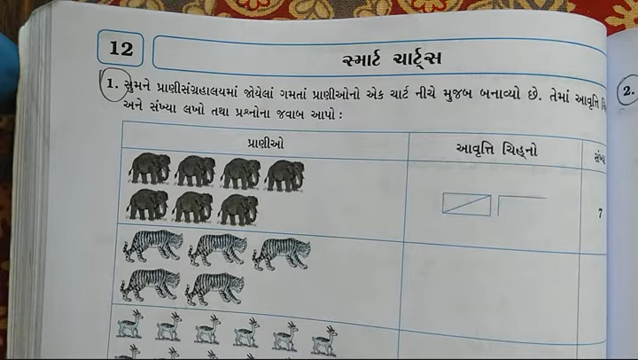 12
સ્માર્ટ ચાર્ટ્સ
1. સુમને પ્રાણીસંગ્રહાલયમાં જોયેલાં ગમતાં પ્રાણીઓનો એક ચાર્ટ નીચે મુજબ બનાવ્યો છે. તેમાં આવૃત્તિ
2.
અને સંખ્યા લખો તથા પ્રશ્નોના જવાબ આપો :
પ્રાણીઓ આવૃત્તિ ચિહ્નો
7